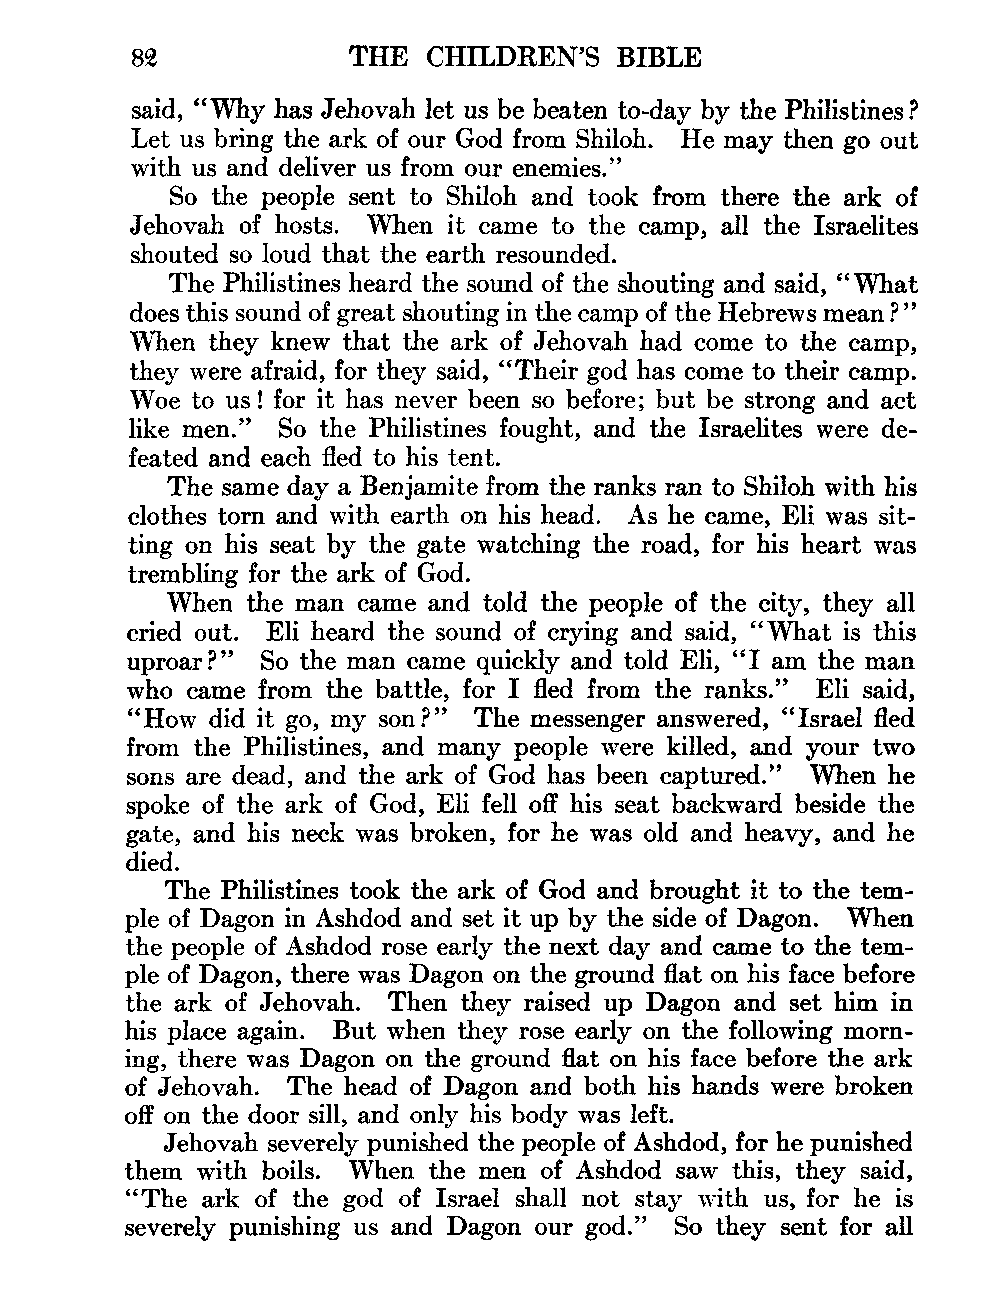 82 THE CHILDREN'S BIBLE
said, “Why has Jehovah let us be beaten to-day by the Philistines?
Let us bring the ark of our God from Shiloh. He may then go out
with us and deliver us from our enemies.”
So the people sent to Shiloh and took from there the ark of
Jehovah of hosts. When it came to the camp, all the Israelites
shouted so loud that the earth resounded.
The Philistines heard the sound of the shouting and said, “What
does this sound of great shouting in the camp of the Hebrews mean?”
When they knew that the ark of Jehovah had come to the camp,
they were afraid, for they said, “Their god has come to their camp.
Woe to us! for it has never been so before; but be strong and act
like men.” So the Philistines fought, and the Israelites were de-
feated and each fled to his tent.
The same day a Benjamite from the ranks ran to Shiloh with his
clothes torn and with earth on his head. As he came, Eli was sit-
ting on his seat by the gate watching the road, for his heart was
trembling for the ark of God.
When the man came and told the people of the city, they all
cried out. Eli heard the sound of crying and said, “What is this
uproar?” So the man came quickly and told Eli, “I am the man
who came from the battle, for I fled from the ranks.” Eli said,
“How did it go, my son?” The messenger answered, “Israel fled
from the Philistines, and many people were killed, and your two
sons are dead, and the ark of God has been captured.” When he
spoke of the ark of God, Eli fell off his seat backward beside the
gate, and his neck was broken, for he was old and heavy, and he
died.
The Philistines took the ark of God and brought it to the tem-
ple of Dagon in Ashdod and set it up by the side of Dagon. When
the people of Ashdod rose early the next day and came to the tem-
ple of Dagon, there was Dagon on the ground flat on his face before
the ark of Jehovah. Then they raised up Dagon and set him in
his place again. But when they rose early on the following morn-
ing, there was Dagon on the ground flat on his face before the ark
of Jehovah. The head of Dagon and both his hands were broken
off on the door sill, and only his body was left.
Jehovah severely punished the people of Ashdod, for he punished
them with boils. When the men of Ashdod saw this, they said,
“The ark of the god of Israel shall not stay with us, for he is
severely punishing us and Dagon our god.” So they sent for all